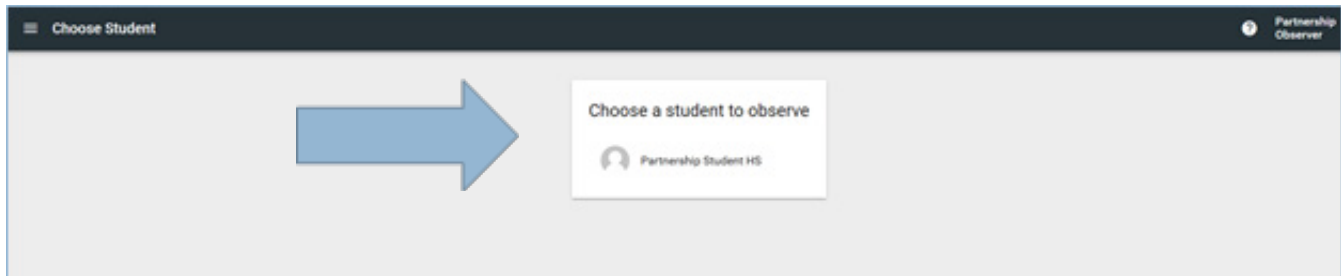 Choose Student
Partnership
Observer
Choose a student to observe
Partnership Student HS